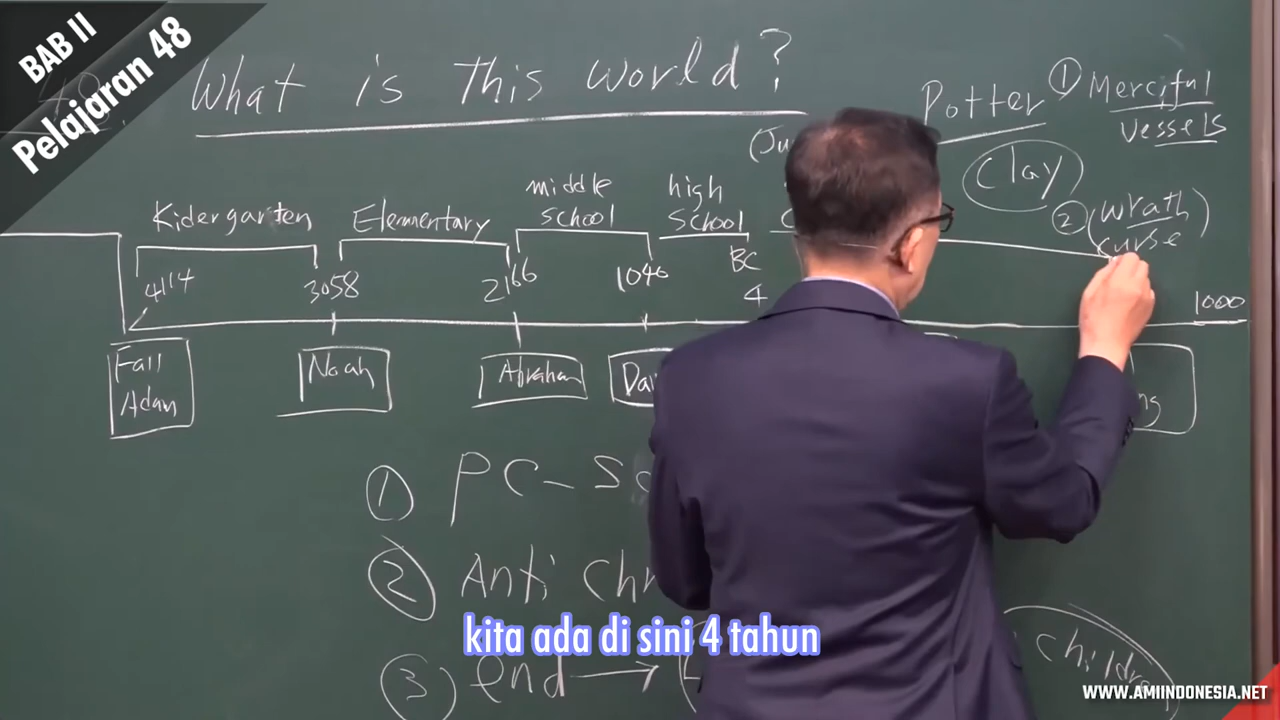 BAB II
Pelajaran 48
48. What is This World?
Potter
① Merciful
Vessels
clay
② (wrath)
curse
Kidergarten
Elementary
middle
school
high
school
4114
3058
2166
1040
BC
4
1000
Fall
Adam
Noah
Abraham
① PC-
② Anti
③ end →
kita ada di sini 4 tahun
WWW.AMIINDONESIA.NET